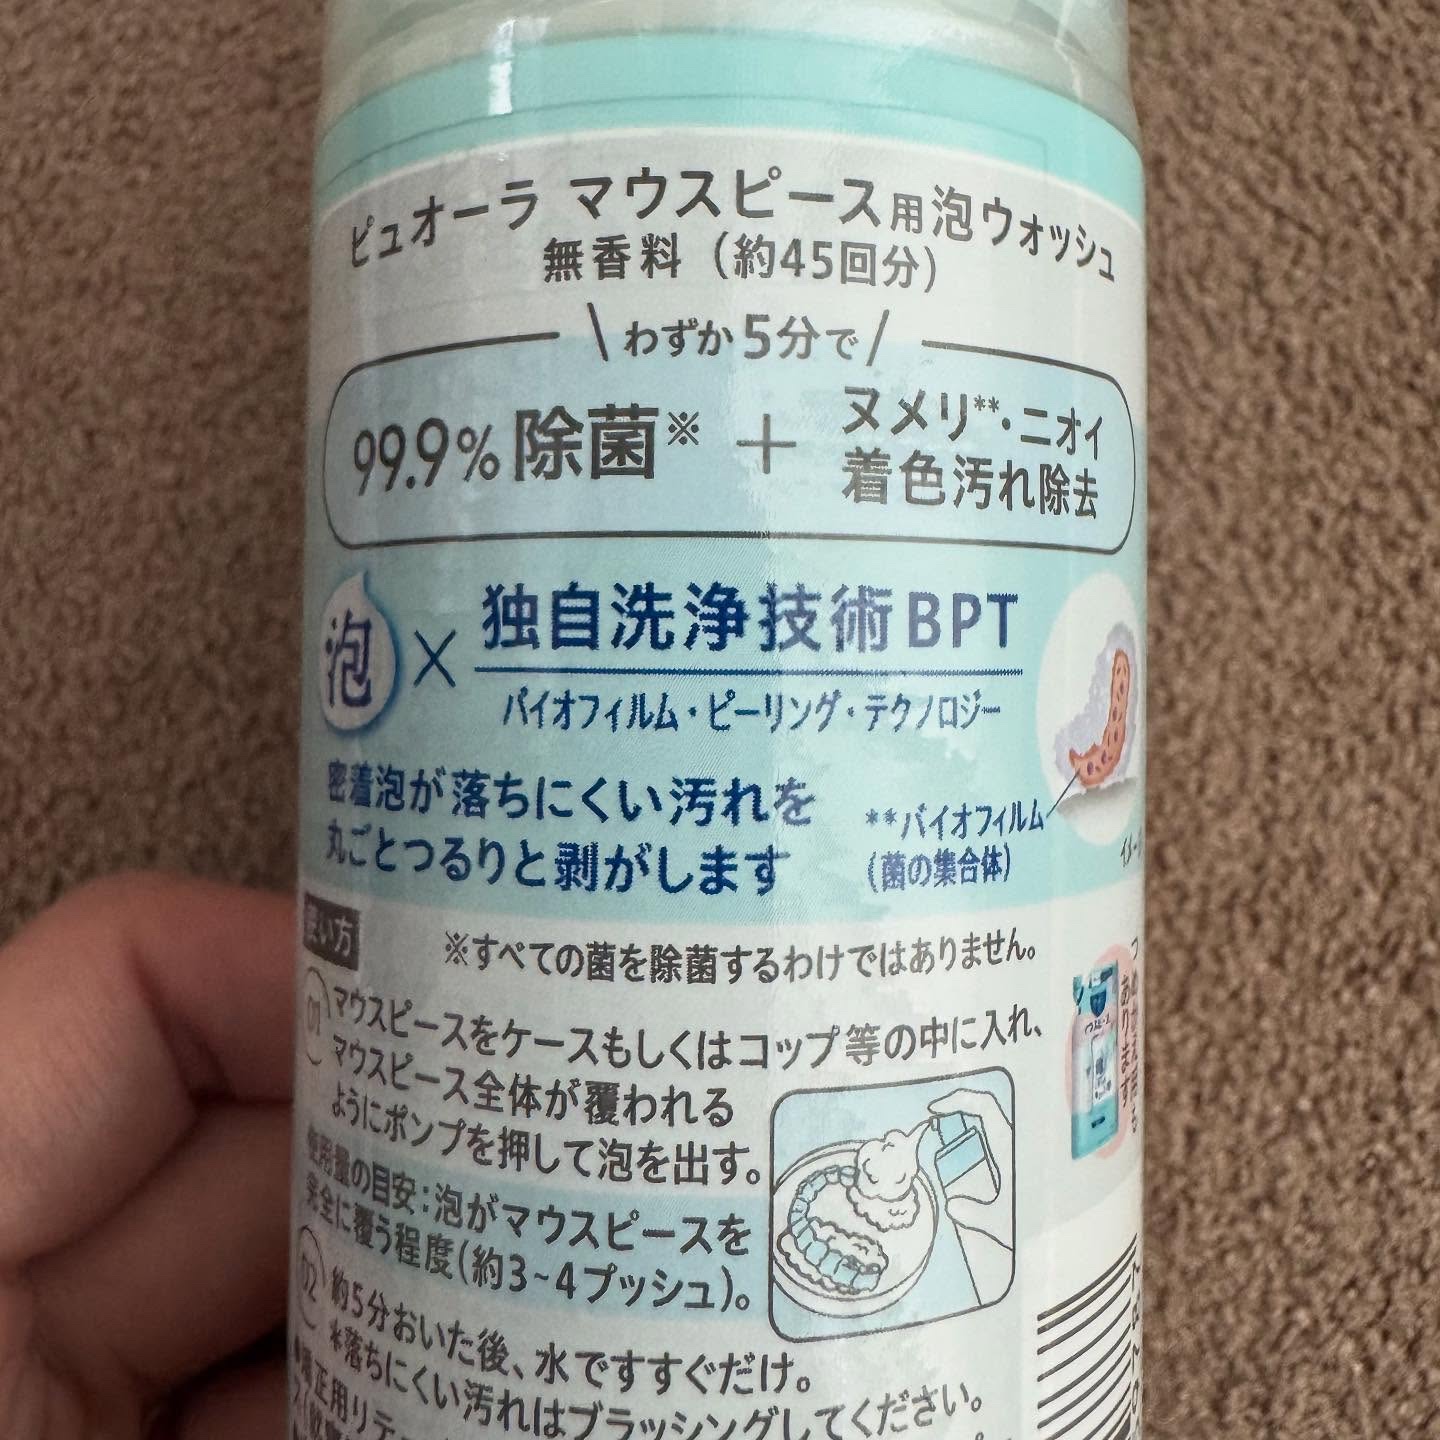 ピュオーラ マウスピース用泡ウォッシュ
無香料（約45回分）
わずか5分で
99.9%除菌※ + ヌメリ**・ニオイ
着色汚れ除去
泡×独自洗浄技術BPT
バイオフィルム・ピーリング・テクノロジー
密着泡が落ちにくい汚れを
丸ごとつるりと剥がします
**バイオフィルム
(菌の集合体)
イメージ
使い方
※すべての菌を除菌するわけではありません。
01 マウスピースをケースもしくはコップ等の中に入れ、
マウスピース全体が覆われる
ようにポンプを押して泡を出す。
使用量の目安：泡がマウスピースを
完全に覆う程度(約3~4プッシュ)。
02 約5分おいた後、水ですすぐだけ。
*落ちにくい汚れはブラッシングしてください。
あります